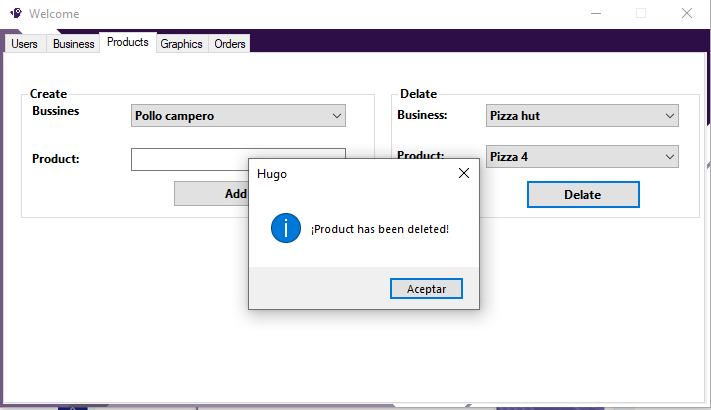 Welcome
Users Business Products Graphics Orders
Create
Bussines
Pollo campero
Product:
Add
Delate
Business:
Pizza hut
Product:
Pizza 4
Delate
Hugo
¡Product has been deleted!
Aceptar